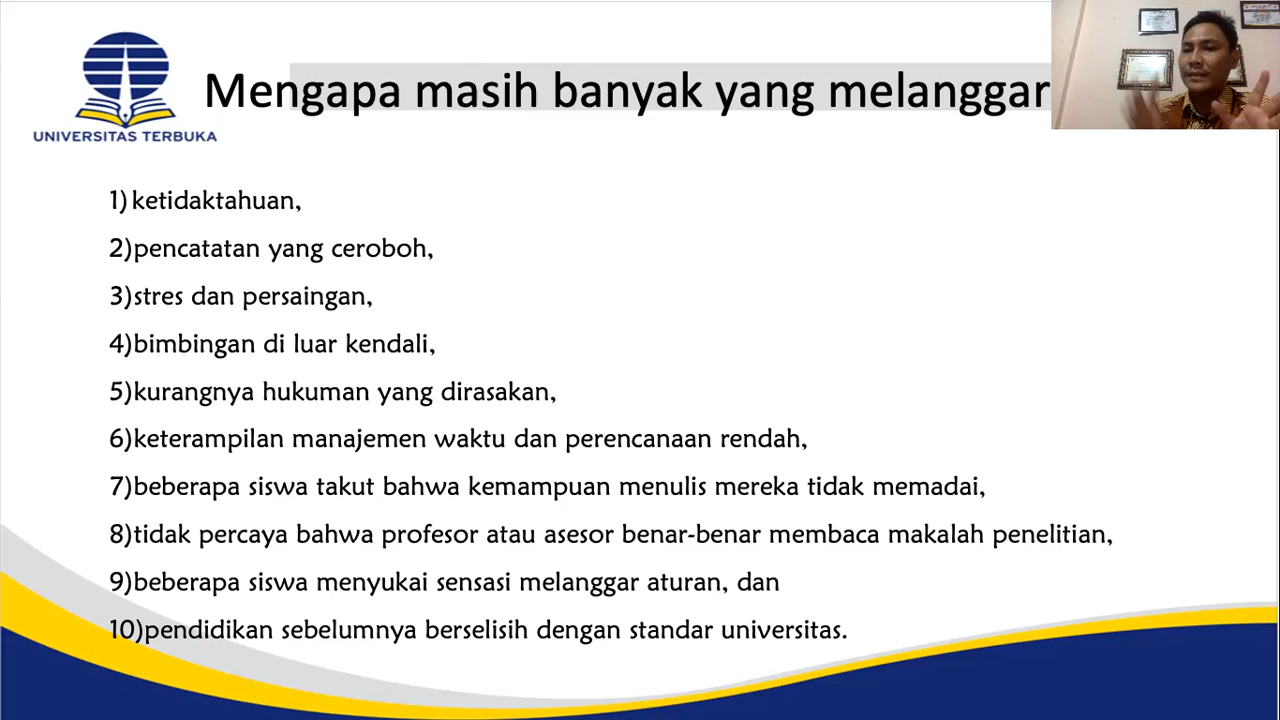 Mengapa masih banyak yang melanggar
UNIVERSITAS TERBUKA
1) ketidaktahuan,
2)pencatatan yang ceroboh,
3)stres dan persaingan,
4)bimbingan di luar kendali,
5)kurangnya hukuman yang dirasakan,
6)keterampilan manajemen waktu dan perencanaan rendah,
7)beberapa siswa takut bahwa kemampuan menulis mereka tidak memadai,
8)tidak percaya bahwa profesor atau asesor benar-benar membaca makalah penelitian,
9)beberapa siswa menyukai sensasi melanggar aturan, dan
10)pendidikan sebelumnya berselisih dengan standar universitas.